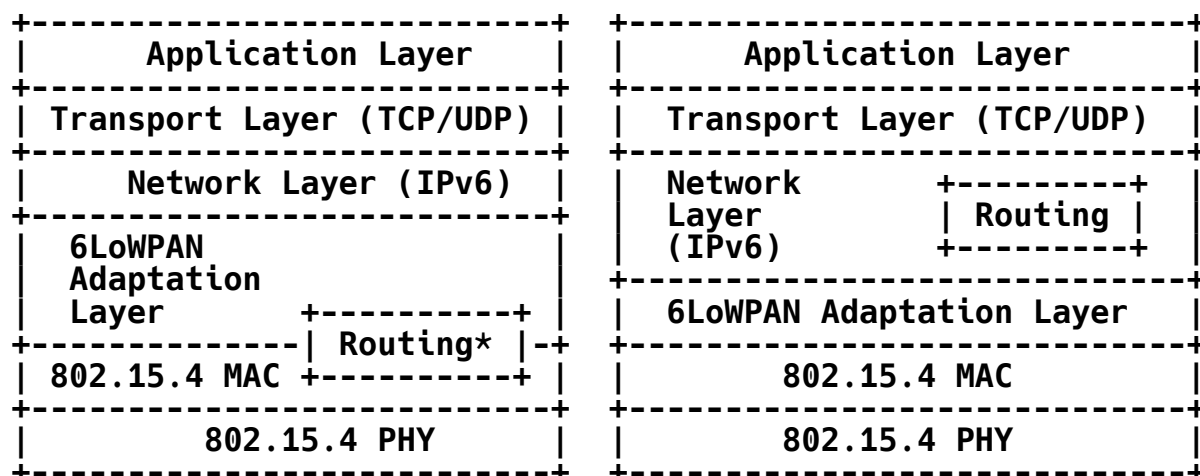 +---------------------------+  +-----------------------------+
|      Application Layer    |  |      Application Layer      |
+---------------------------+  +-----------------------------+
| Transport Layer (TCP/UDP) |  |  Transport Layer (TCP/UDP)  |
+---------------------------+  +-----------------------------+
|     Network Layer (IPv6)  |  |  Network       +---------+  |
+---------------------------+  |  Layer         | Routing |  |
|  6LoWPAN                  |  |  (IPv6)        +---------+  |
|  Adaptation               |  +-----------------------------+
|  Layer       +----------+ |  |  6LoWPAN Adaptation Layer   |
+--------------| Routing* |-+  +-----------------------------+
| 802.15.4 MAC +----------+ |  |        802.15.4 MAC         |
+---------------------------+  +-----------------------------+
|         802.15.4 PHY      |  |        802.15.4 PHY         |
+---------------------------+  +-----------------------------+